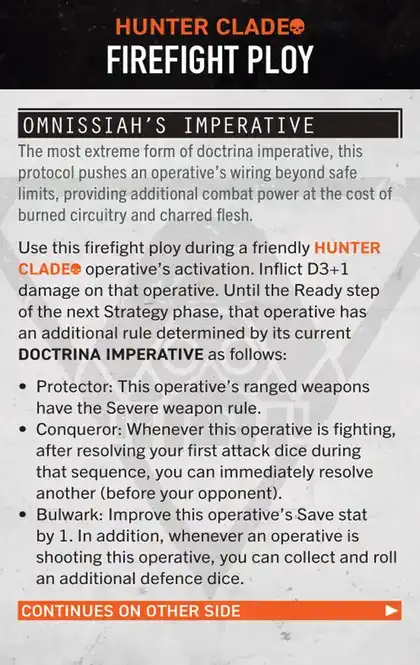 HUNTER CLADE
FIREFIGHT PLOY
OMNISSIAH'S IMPERATIVE
The most extreme form of doctrina imperative, this
protocol pushes an operative's wiring beyond safe
limits, providing additional combat power at the cost of
burned circuitry and charred flesh.
Use this firefight ploy during a friendly HUNTER
CLADE operative's activation. Inflict D3+1
damage on that operative. Until the Ready step
of the next Strategy phase, that operative has
an additional rule determined by its current
DOCTRINA IMPERATIVE as follows:
• Protector: This operative's ranged weapons
have the Severe weapon rule.
• Conqueror: Whenever this operative is fighting,
after resolving your first attack dice during
that sequence, you can immediately resolve
another (before your opponent).
• Bulwark: Improve this operative's Save stat
by 1. In addition, whenever an operative is
shooting this operative, you can collect and roll
an additional defence dice.
CONTINUES ON OTHER SIDE